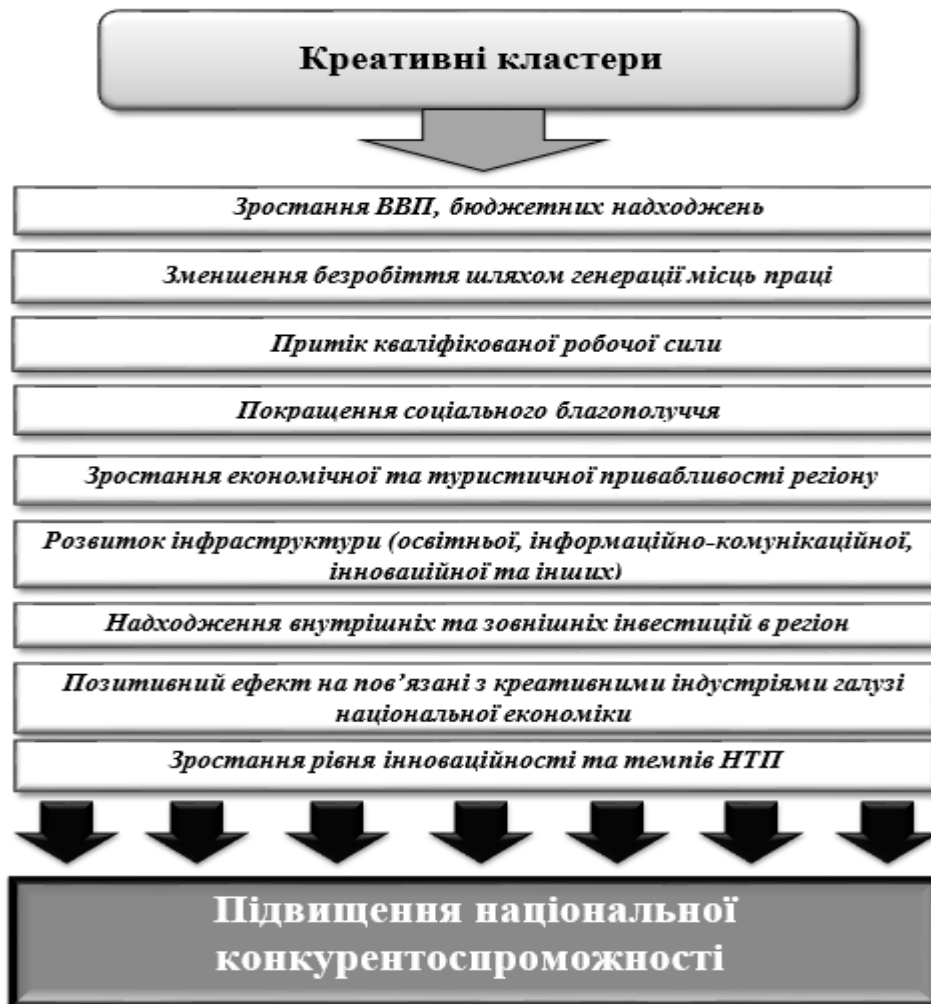 Креативні кластери
Зростання ВВП, бюджетних надходжень
Зменшення безробіття шляхом генерації місць праці
Притік кваліфікованої робочої сили
Покращення соціального благополуччя
Зростання економічної та туристичної привабливості регіону
Розвиток інфраструктури (освітньої, інформаційно-комунікаційної,
інноваційної та інших)
Надходження внутрішніх та зовнішніх інвестицій в регіон
Позитивний ефект на пов’язані з креативними індустріями галузі
національної економіки
Зростання рівня інноваційності та темпів НТП
Підвищення національної
конкурентоспроможності